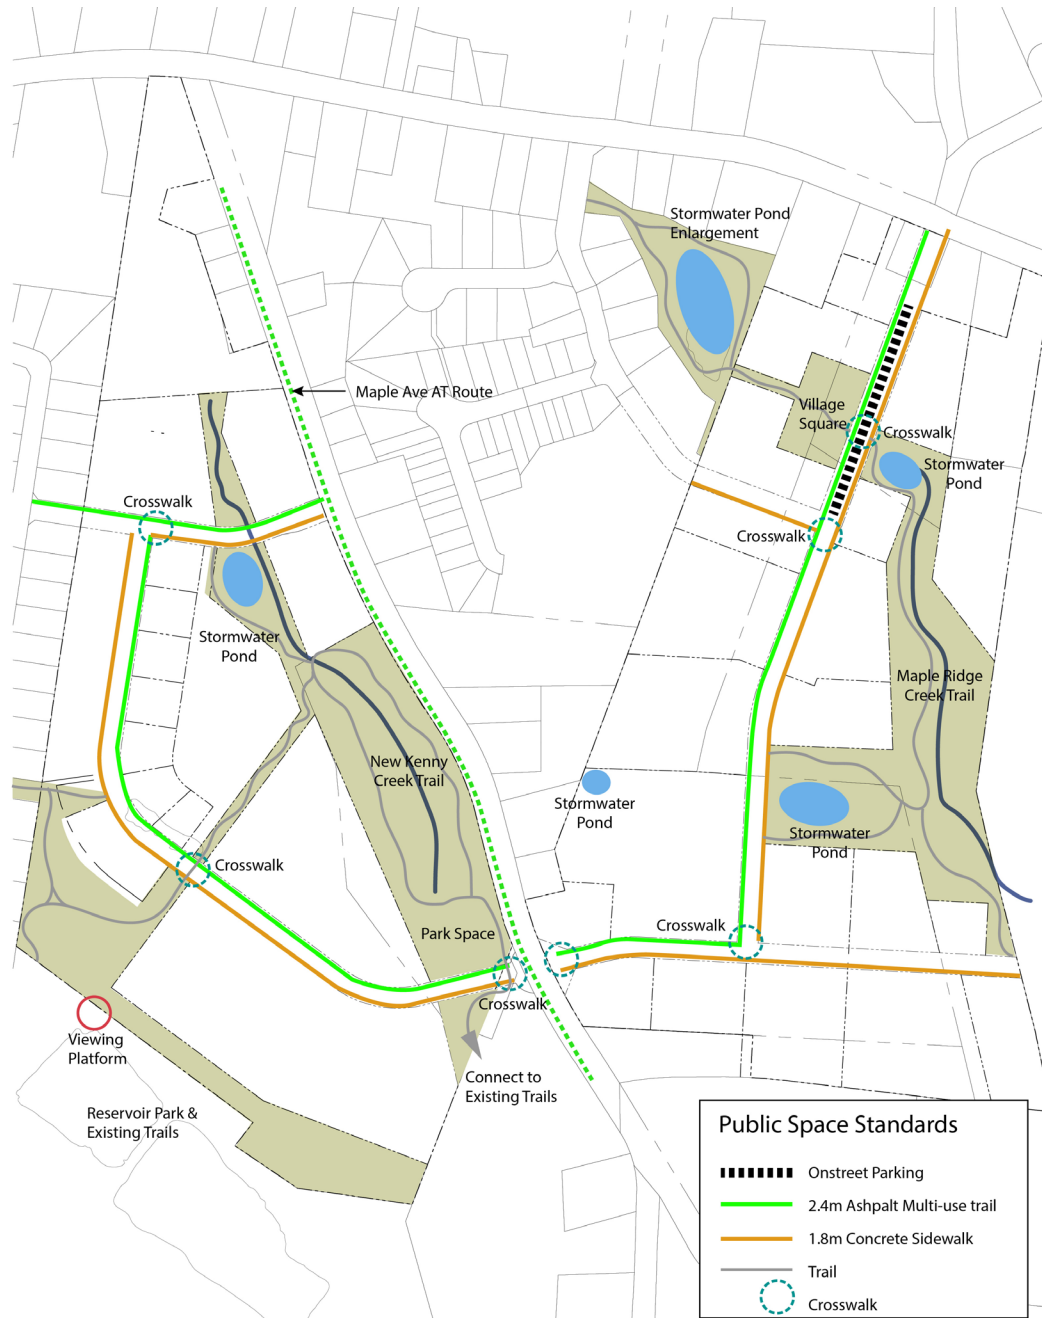 Stormwater Pond
Enlargement
Maple Ave AT Route
Village
Square
Crosswalk
Stormwater
Pond
Crosswalk
Crosswalk
Stormwater
Pond
Maple Ridge
Creek Trail
New Kenny
Creek Trail
Stormwater
Pond
Stormwater
Pond
Crosswalk
Crosswalk
Park Space
Crosswalk
Viewing
Platform
Connect to
Existing Trails
Reservoir Park &
Existing Trails
Public Space Standards
Onstreet Parking
2.4m Ashpalt Multi-use trail
1.8m Concrete Sidewalk
Trail
Crosswalk